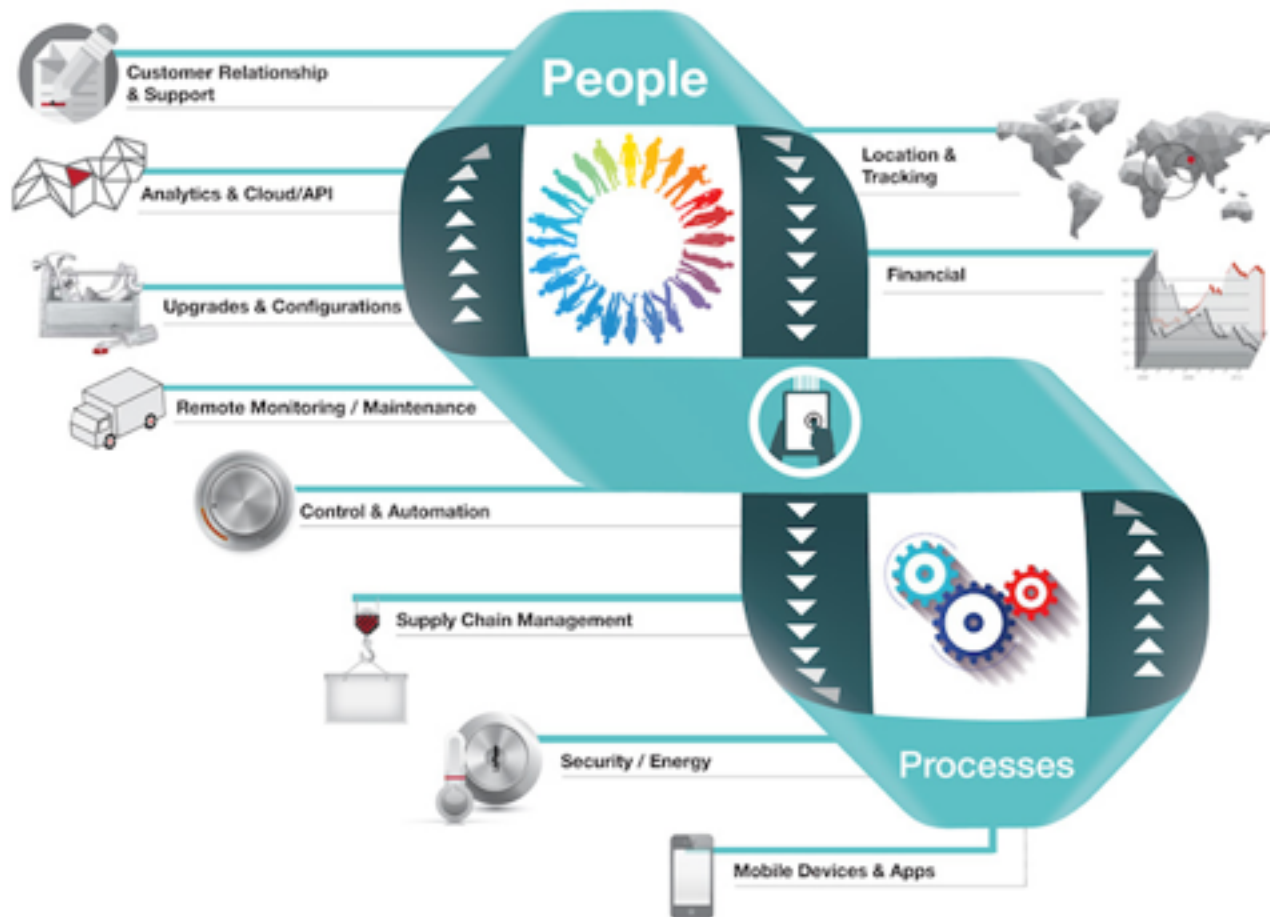 People
Customer Relationship
& Support
Location &
Tracking
Analytics & Cloud/API
Financial
Upgrades & Configurations
Remote Monitoring / Maintenance
Control & Automation
Supply Chain Management
Security / Energy
Processes
Mobile Devices & Apps